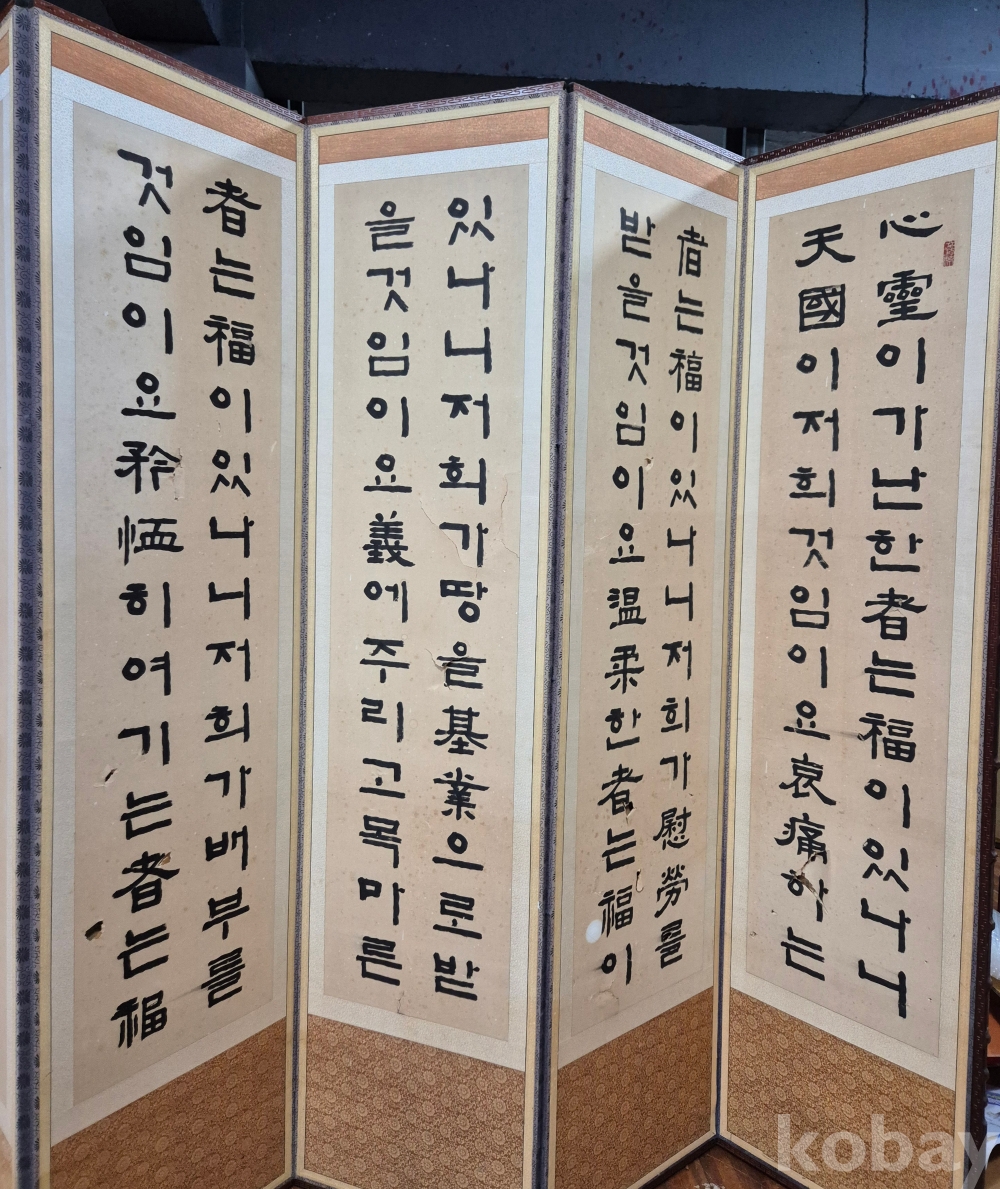 心靈이가난한者는福이있나니
天國이저희것임이요哀痛하는
者는福이있나니저희가慰勞를
받을것임이요溫柔한者는福이
있나니저희가땅을基業으로받
을것임이요義에주리고목마른
者는福이있나니저희가배부를
것임이요矜恤히여기는者는福
kobay